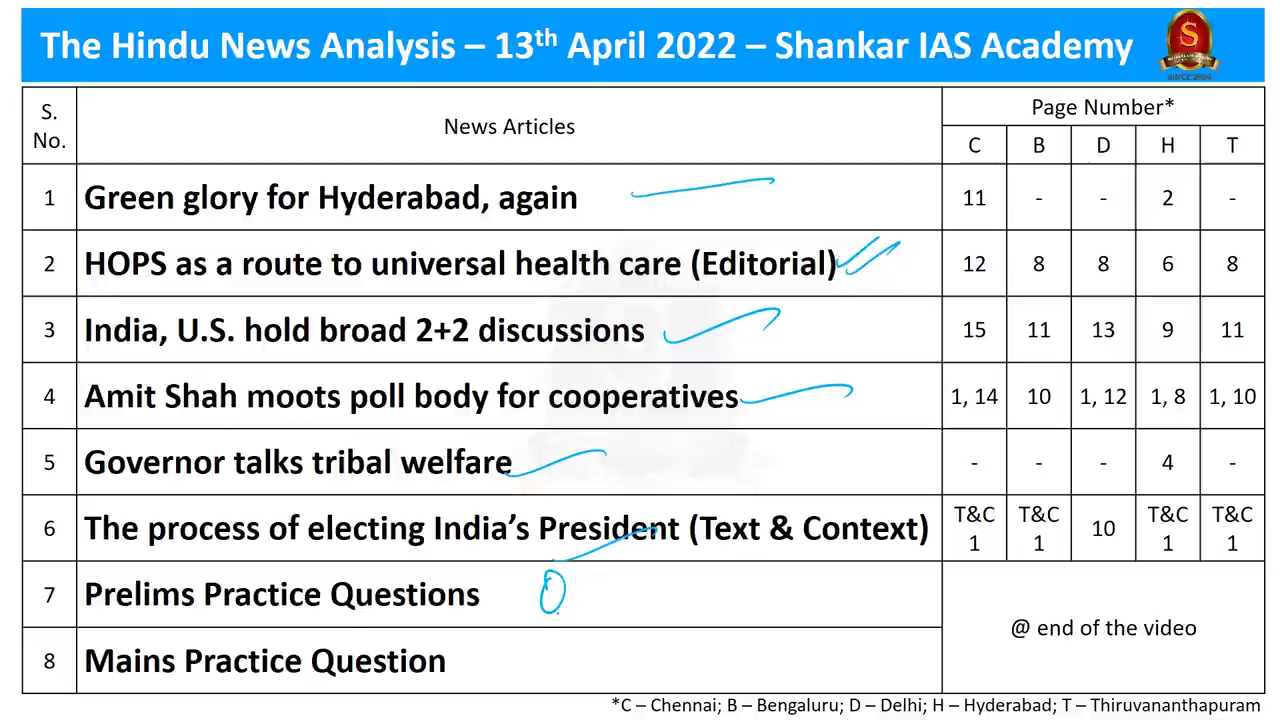 The Hindu News Analysis – 13th April 2022 – Shankar IAS Academy
S
SINCE 2004
S. No. News Articles Page Number*
C B D H T
1 Green glory for Hyderabad, again 11 - - 2 -
2 HOPS as a route to universal health care (Editorial) 12 8 8 6 8
3 India, U.S. hold broad 2+2 discussions 15 11 13 9 11
4 Amit Shah moots poll body for cooperatives 1, 14 10 1, 12 1, 8 1, 10
5 Governor talks tribal welfare - - - 4 -
6 The process of electing India's President (Text & Context) T&C 1 T&C 1 10 T&C 1 T&C 1
7 Prelims Practice Questions @ end of the video
8 Mains Practice Question
*C – Chennai; B – Bengaluru; D – Delhi; H – Hyderabad; T – Thiruvananthapuram